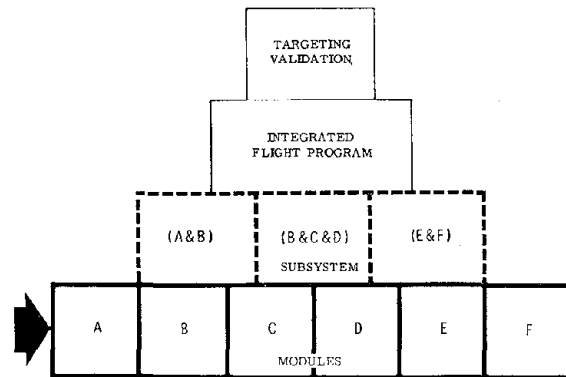 TARGETING
VALIDATION
INTEGRATED
FLIGHT PROGRAM
(A&B) (B&C&D) (E&F)
SUBSYSTEM
A B C D E F
MODULES